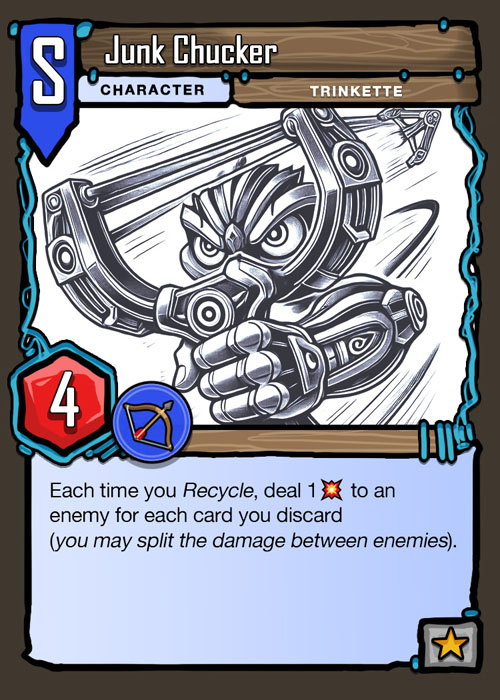 S
Junk Chucker
CHARACTER
TRINKETTE
4
Each time you Recycle, deal 1 to an
enemy for each card you discard
(you may split the damage between enemies).